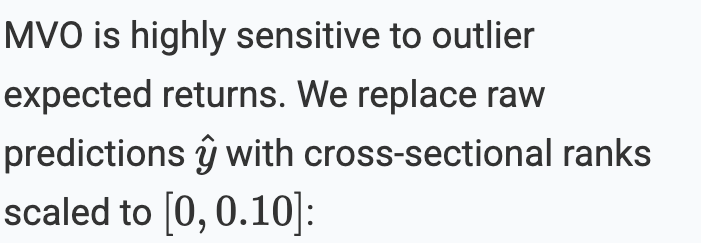 MVO is highly sensitive to outlier
expected returns. We replace raw
predictions ŷ with cross-sectional ranks
scaled to [0, 0.10]: